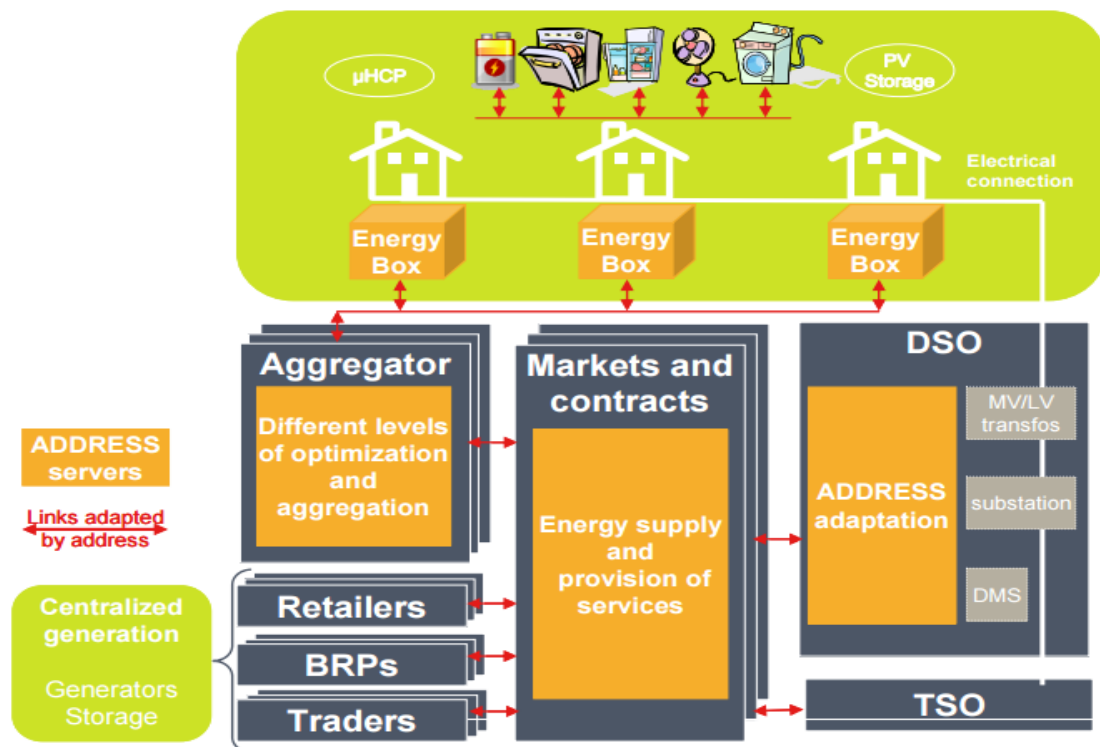 µHCP
PV
Storage
Electrical
connection
Energy
Box
Energy
Box
Energy
Box
Aggregator
Different levels
of optimization
and
aggregation
Markets and
contracts
Energy supply
and
provision of
services
DSO
ADDRESS
adaptation
MV/LV
transfos
substation
DMS
ADDRESS
servers
Links adapted
by address
Centralized
generation
Generators
Storage
Retailers
BRPs
Traders
TSO